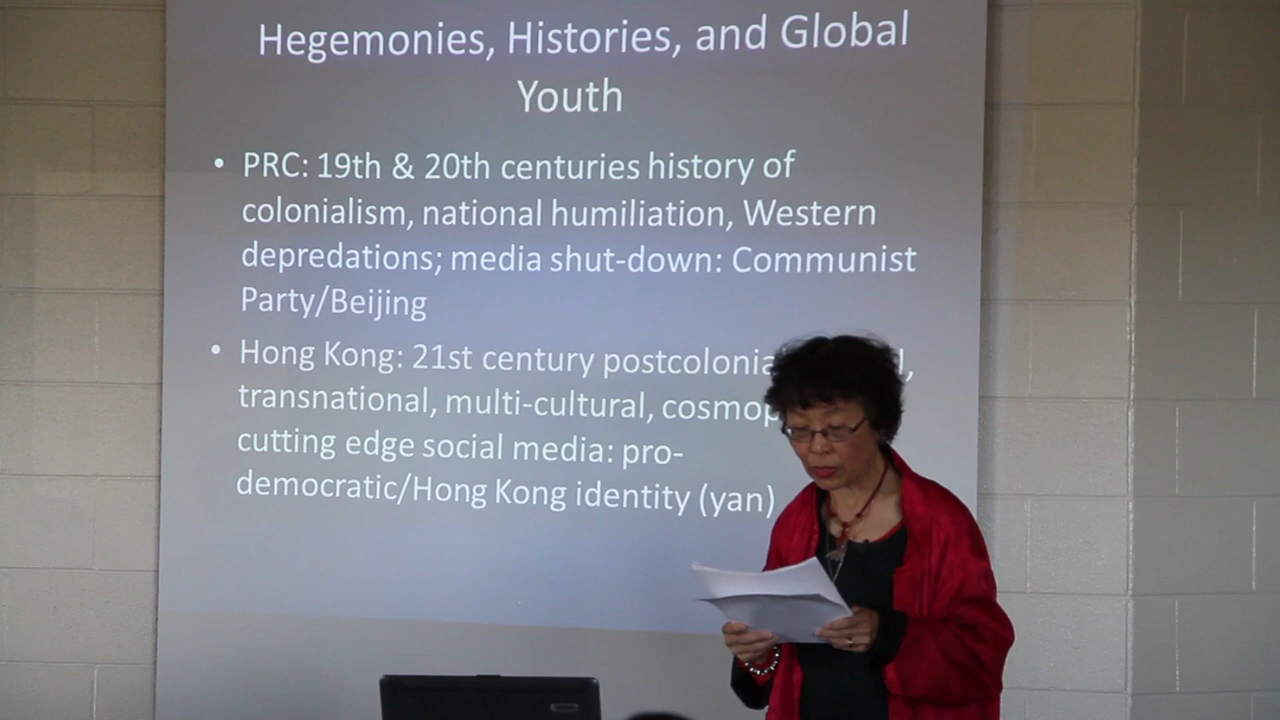 Hegemonies, Histories, and Global
Youth
• PRC: 19th & 20th centuries history of
colonialism, national humiliation, Western
depredations; media shut-down: Communist
Party/Beijing
• Hong Kong: 21st century
transnational, multi-cultural,
cutting edge social media: pro-
democratic/Hong Kong identity (yan)